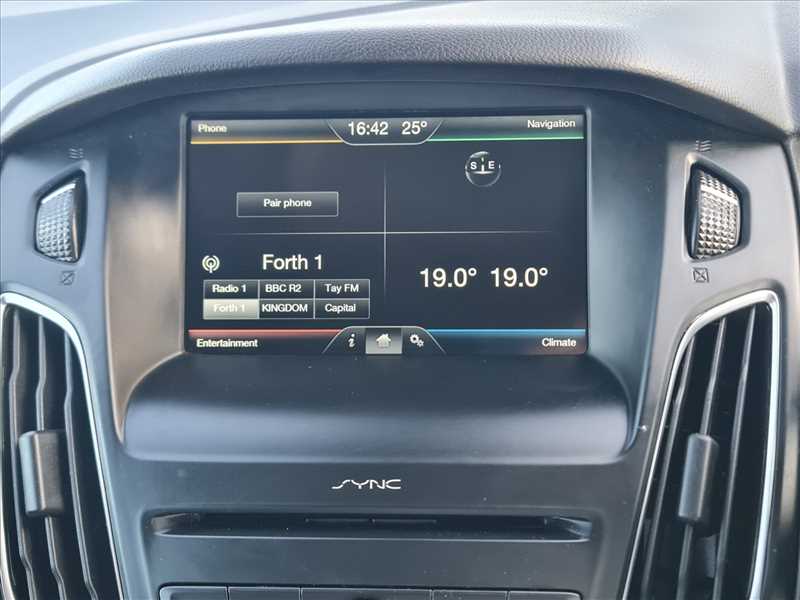 Phone 16:42 25° Navigation
S E
Pair phone
Forth 1
19.0° 19.0°
Radio 1 BBC R2 Tay FM
Forth 1 KINGDOM Capital
Entertainment i Climate
SYNC